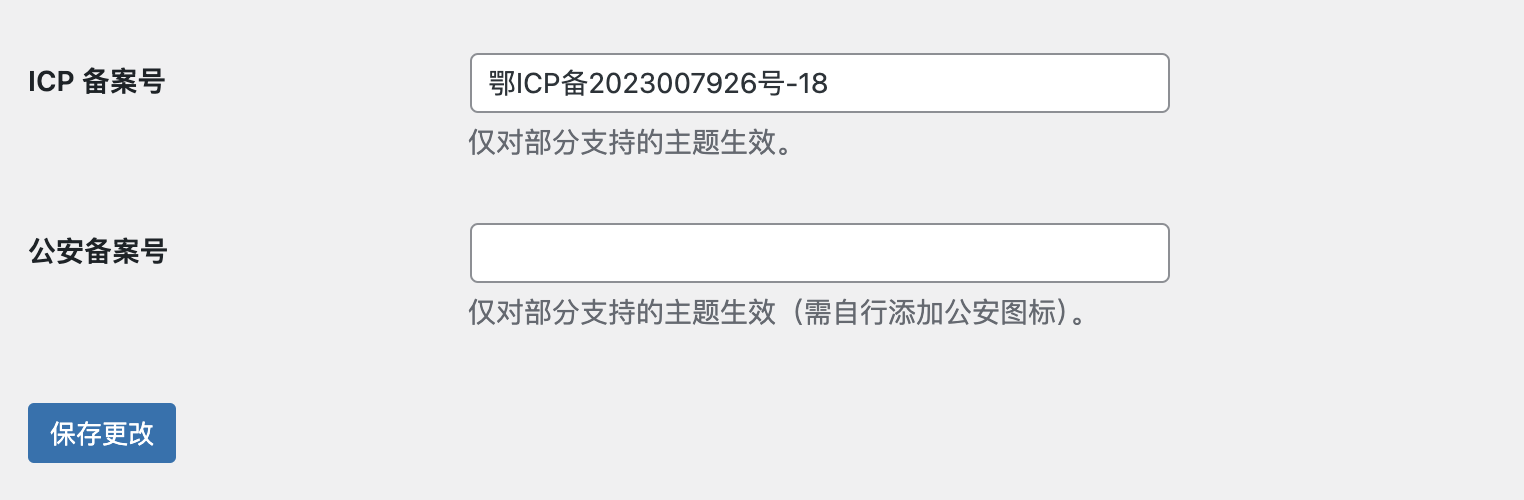 ICP 备案号
鄂ICP备2023007926号-18
仅对部分支持的主题生效。
公安备案号
仅对部分支持的主题生效（需自行添加公安图标）。
保存更改